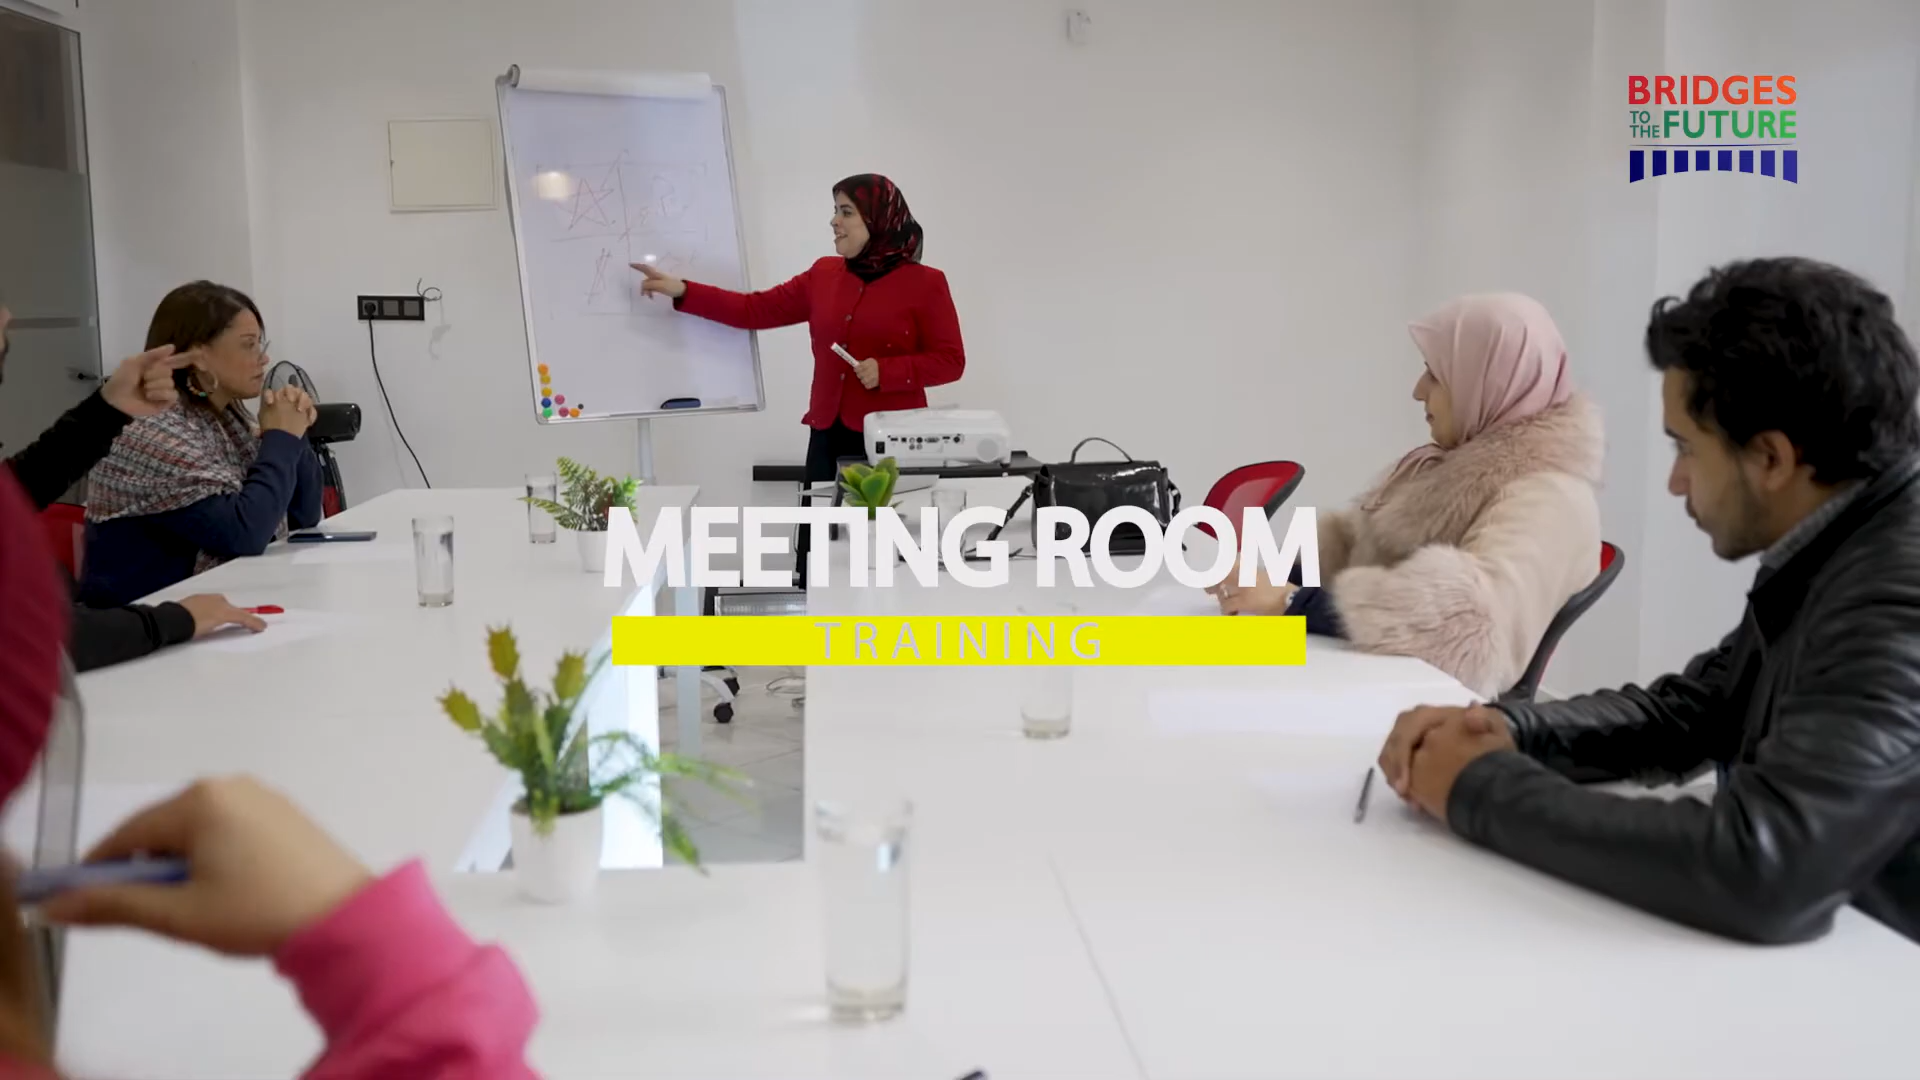 BRIDGES
TO THE FUTURE
MEETING ROOM
TRAINING